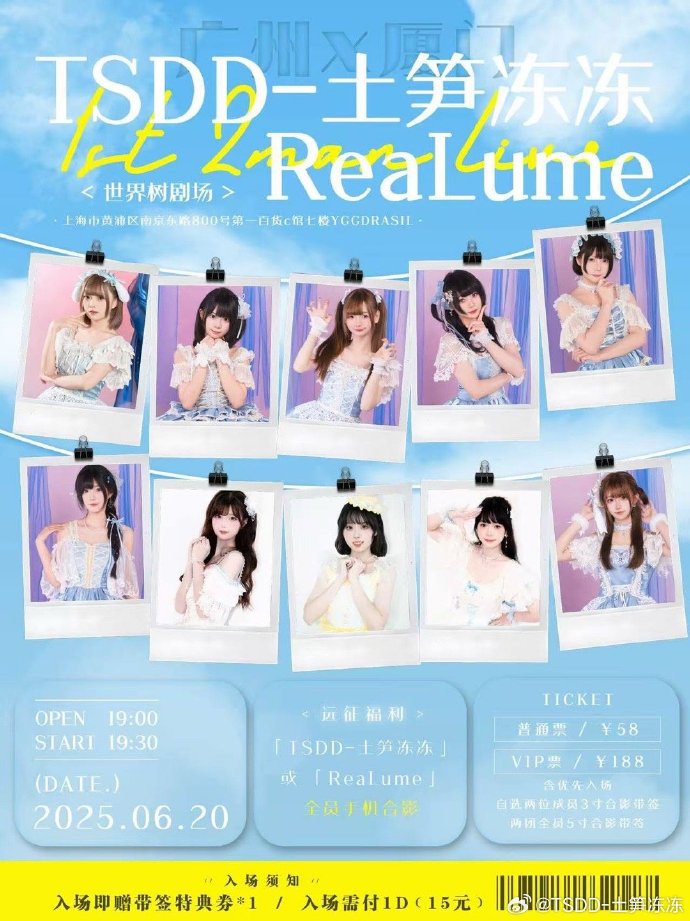 广州x厦门
TSDD-土笋冻冻
1st 2man live
ReaLume
< 世界树剧场 >
·上海市黄浦区南京东路800号第一百货c馆七楼YGGDRASIL·
OPEN 19:00
START 19:30
(DATE.)
2025.06.20
< 远征福利 >
「TSDD-土笋冻冻」
或「ReaLume」
全员手机合影
TICKET
普通票 / ¥58
VIP票 / ¥188
含优先入场
自选两位成员3寸合影带签
两团全员5寸合影带签
〃 入场须知 〃
入场即赠带签特典券*1 / 入场需付1D(15元)
@TSDD-土笋冻冻